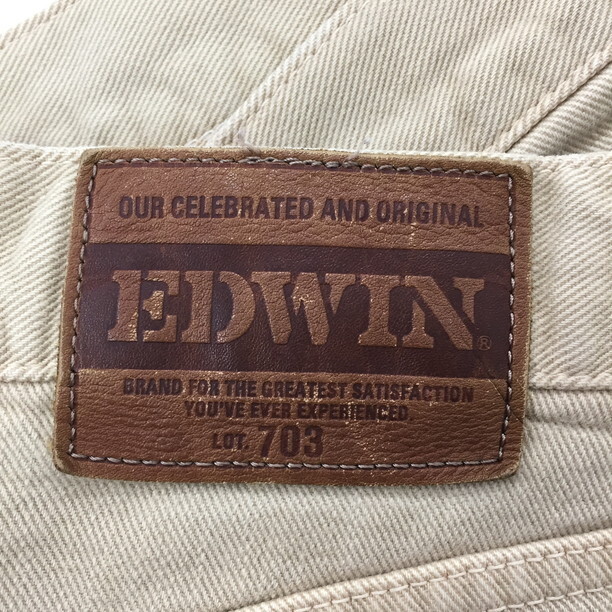 OUR CELEBRATED AND ORIGINAL
EDWIN®
BRAND FOR THE GREATEST SATISFACTION
YOU'VE EVER EXPERIENCED.
LOT. 703